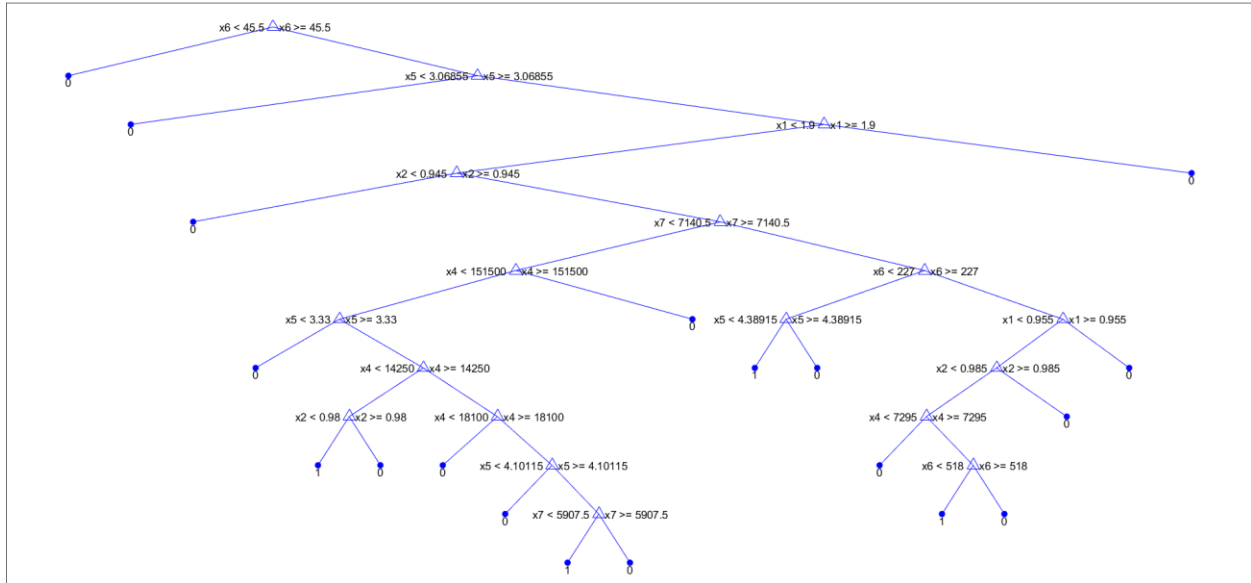 x6 < 45.5 x6 >= 45.5
0
x5 < 3.06855 x5 >= 3.06855
0
x1 < 1.9 x1 >= 1.9
x2 < 0.945 x2 >= 0.945
0
0
x7 < 7140.5 x7 >= 7140.5
x4 < 151500 x4 >= 151500
x6 < 227 x6 >= 227
x5 < 3.33 x5 >= 3.33
0
x5 < 4.38915 x5 >= 4.38915
x1 < 0.955 x1 >= 0.955
0
x4 < 14250 x4 >= 14250
1
0
x2 < 0.985 x2 >= 0.985
0
x2 < 0.98 x2 >= 0.98
x4 < 18100 x4 >= 18100
x4 < 7295 x4 >= 7295
0
1
0
0
x5 < 4.10115 x5 >= 4.10115
0
x6 < 518 x6 >= 518
0
x7 < 5907.5 x7 >= 5907.5
1
0
1
0